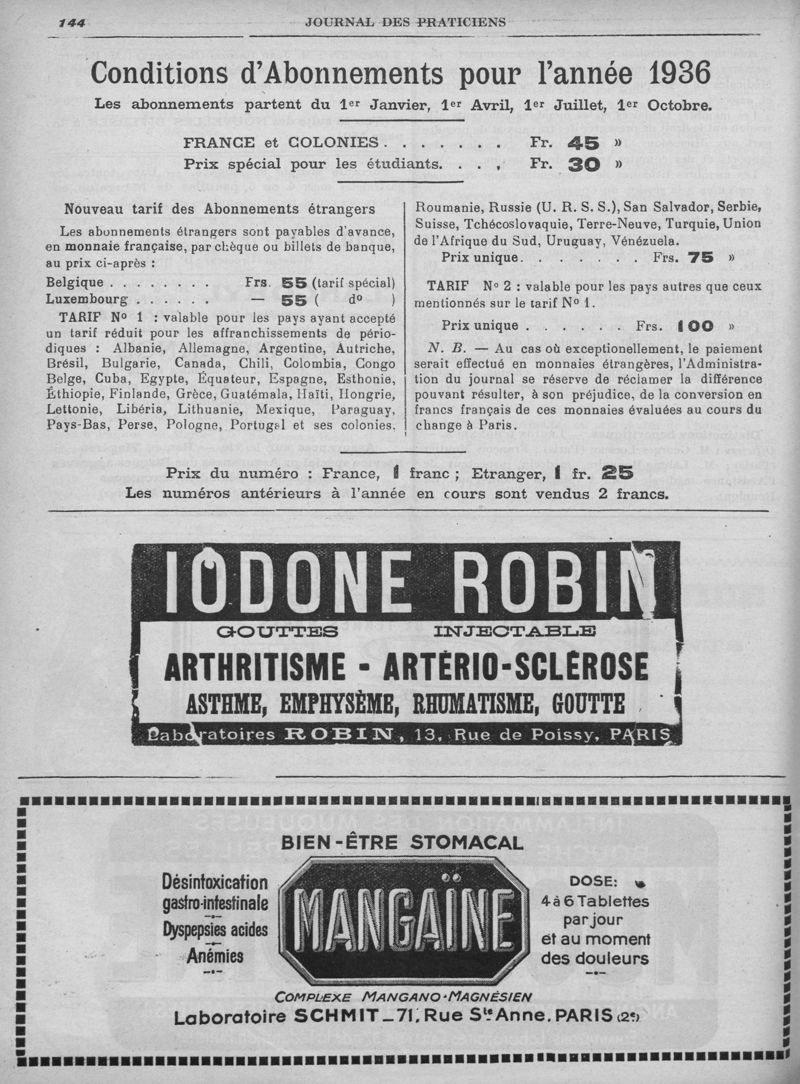 144
JOURNAL DES PRATICIENS
Conditions d'Abonnements pour l'année 1936
Les abonnements partent du 1er Janvier, 1er Avril, 1er Juillet, 1er Octobre.
FRANCE et COLONIES . . . . . . . Fr. 45 »
Prix spécial pour les étudiants. . . , Fr. 30 »
Nouveau tarif des Abonnements étrangers
Les abonnements étrangers sont payables d'avance,
en monnaie française, par chèque ou billets de banque,
au prix ci-après :
Belgique . . . . . . . . Frs. 55 (tarif spécial)
Luxembourg . . . . . . — 55 ( do )
TARIF No 1 : valable pour les pays ayant accepté
un tarif réduit pour les affranchissements de pério-
diques : Albanie, Allemagne, Argentine, Autriche,
Brésil, Bulgarie, Canada, Chili, Colombia, Congo
Belge, Cuba, Egypte, Équateur, Espagne, Esthonie,
Éthiopie, Finlande, Grèce, Guatémala, Haïti, Hongrie,
Lettonie, Libéria, Lithuanie, Mexique, Paraguay,
Pays-Bas, Perse, Pologne, Portugal et ses colonies,
Roumanie, Russie (U. R. S. S.), San Salvador, Serbie,
Suisse, Tchécoslovaquie, Terre-Neuve, Turquie, Union
de l'Afrique du Sud, Uruguay, Vénézuela.
Prix unique. . . . . . . Frs. 75 »
TARIF No 2 : valable pour les pays autres que ceux
mentionnés sur le tarif No 1.
Prix unique . . . . . . Frs. 100 »
N. B. — Au cas où exceptionellement, le paiement
serait effectué en monnaies étrangères, l'Administra-
tion du journal se réserve de réclamer la différence
pouvant résulter, à son préjudice, de la conversion en
francs français de ces monnaies évaluées au cours du
change à Paris.
Prix du numéro : France, 1 franc ; Etranger, 1 fr. 25
Les numéros antérieurs à l'année en cours sont vendus 2 francs.
IODONE ROBIN
GOUTTES INJECTABLE
ARTHRITISME - ARTÉRIO-SCLÉROSE
ASTHME, EMPHYSÈME, RHUMATISME, GOUTTE
Laboratoires ROBIN, 13, Rue de Poissy, PARIS
BIEN-ÊTRE STOMACAL
Désintoxication
gastro-intestinale
Dyspepsies acides
Anémies
MANGAÏNE
DOSE:
4 à 6 Tablettes
par jour
et au moment
des douleurs
COMPLEXE MANGANO-MAGNÉSIEN
Laboratoire SCHMIT_71, Rue Ste Anne. PARIS (2e)